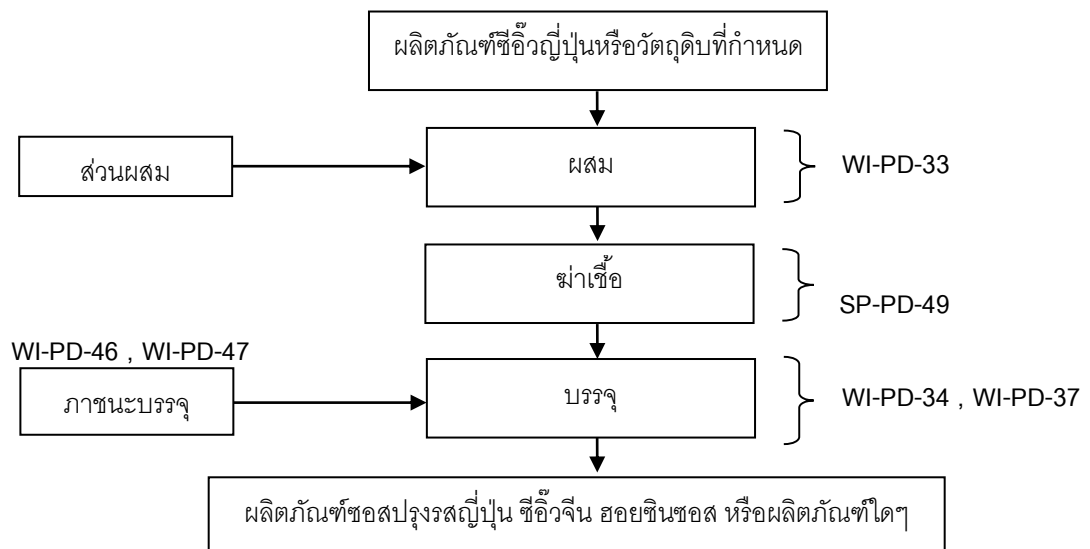 ผลิตภัณฑ์ซีอิ๊วญี่ปุ่นหรือวัตถุดิบที่กำหนด
ส่วนผสม
ผสม
WI-PD-33
ฆ่าเชื้อ
SP-PD-49
WI-PD-46 , WI-PD-47
ภาชนะบรรจุ
บรรจุ
WI-PD-34 , WI-PD-37
ผลิตภัณฑ์ซอสปรุงรสญี่ปุ่น ซีอิ๊วจีน ฮอยซินซอส หรือผลิตภัณฑ์ใดๆ